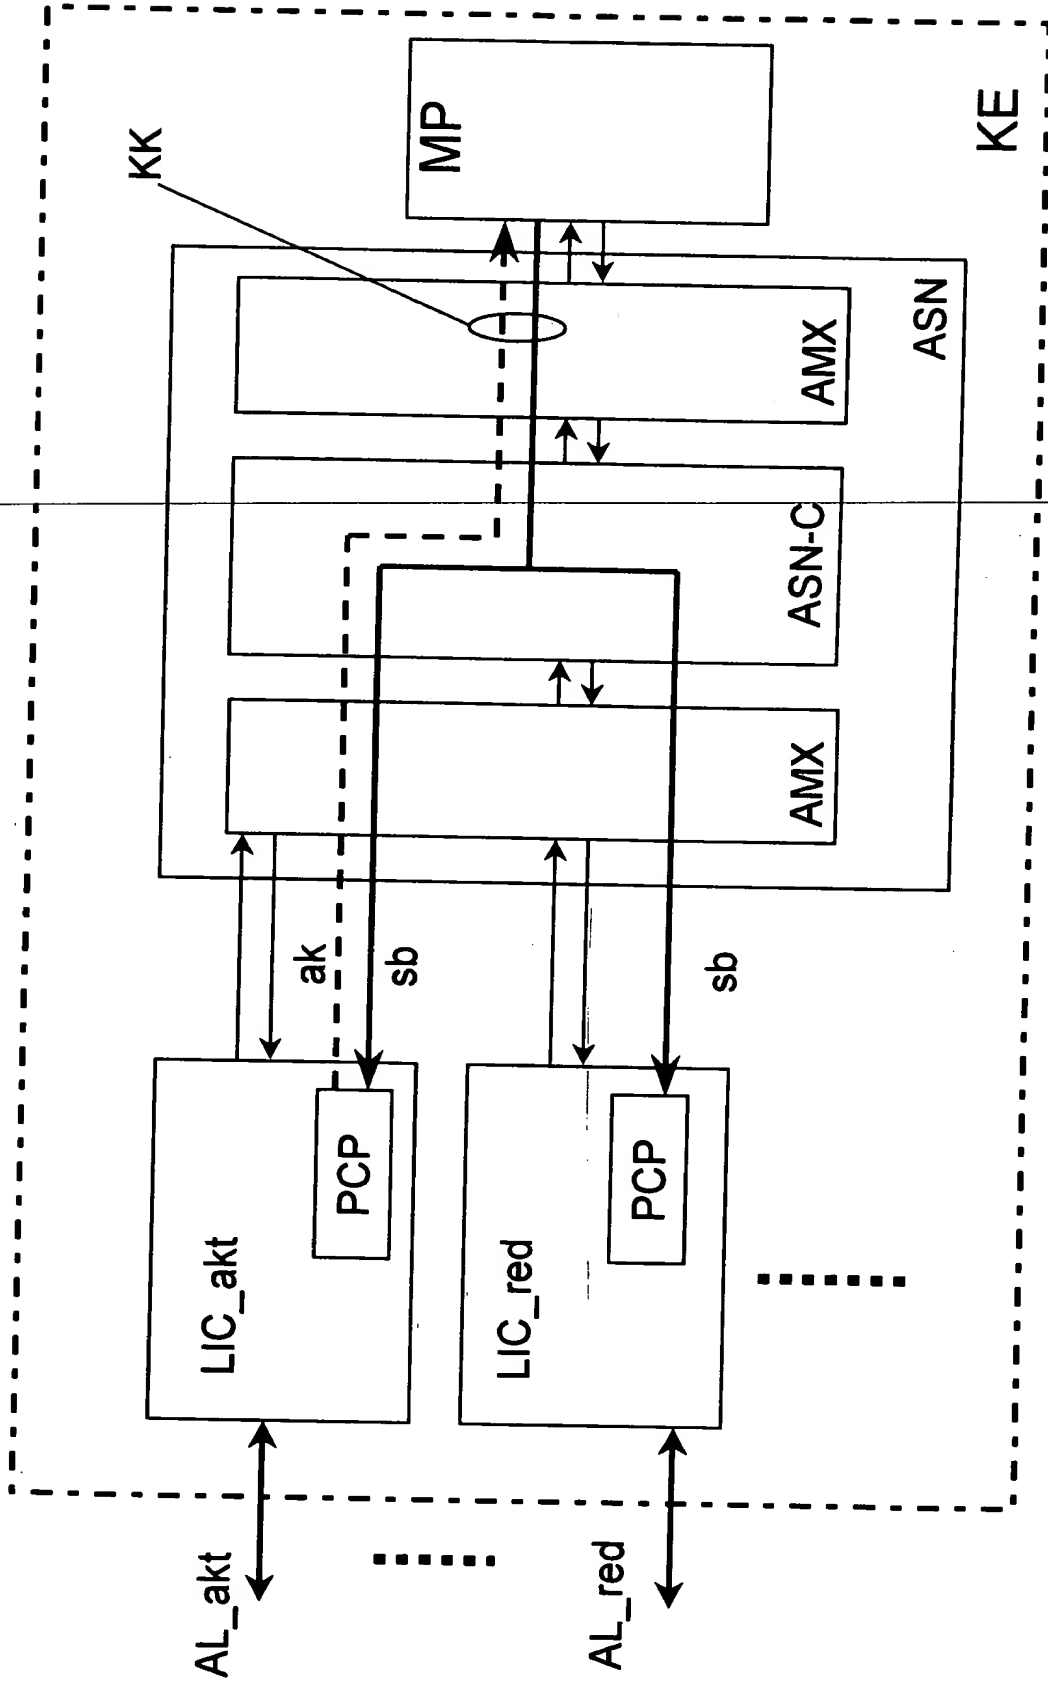 AL_akt
AL_red
LIC_akt
PCP
LIC_red
PCP
ak
sb
sb
AMX
ASN-C
AMX
ASN
KK
MP
KE